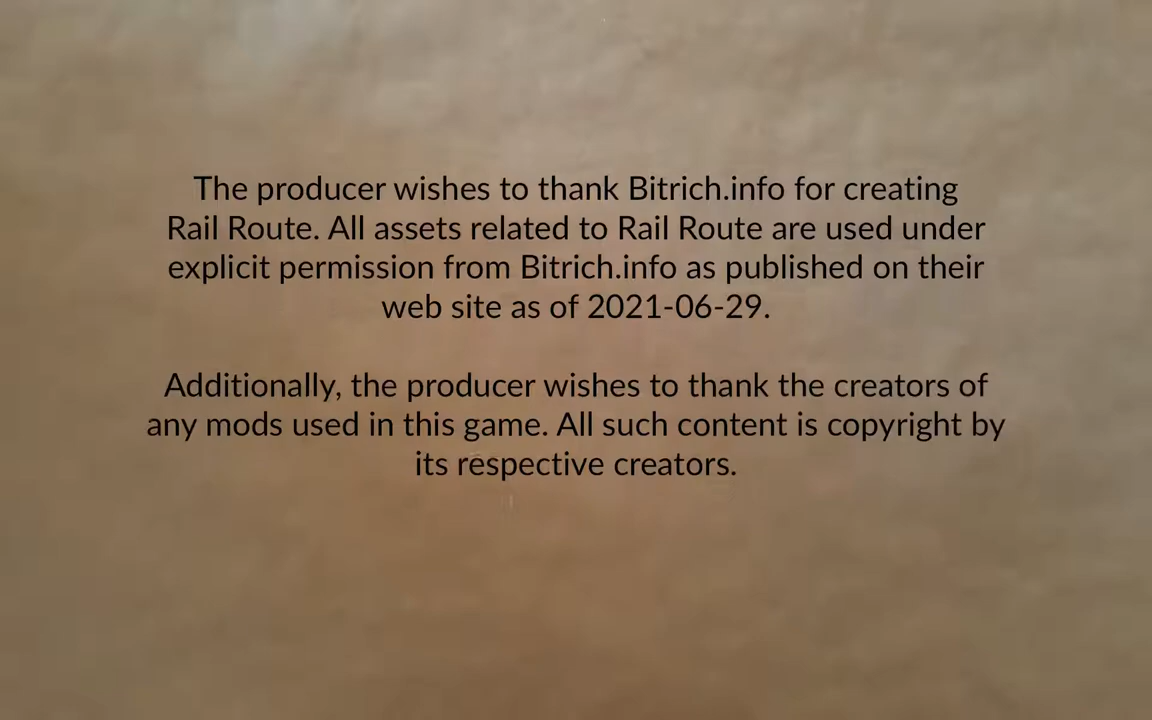 The producer wishes to thank Bitrich.info for creating
Rail Route. All assets related to Rail Route are used under
explicit permission from Bitrich.info as published on their
web site as of 2021-06-29.
Additionally, the producer wishes to thank the creators of
any mods used in this game. All such content is copyright by
its respective creators.